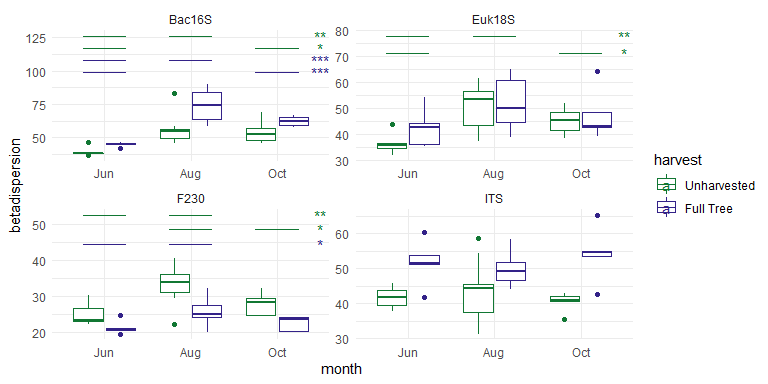 Bac16S
Euk18S
125
100
75
50
**
*
***
***
Jun
Aug
Oct
80
70
60
50
40
30
**
*
Jun
Aug
Oct
F230
ITS
50
40
30
20
**
*
*
Jun
Aug
Oct
60
50
40
30
Jun
Aug
Oct
betadispersion
month
harvest
a Unharvested
a Full Tree